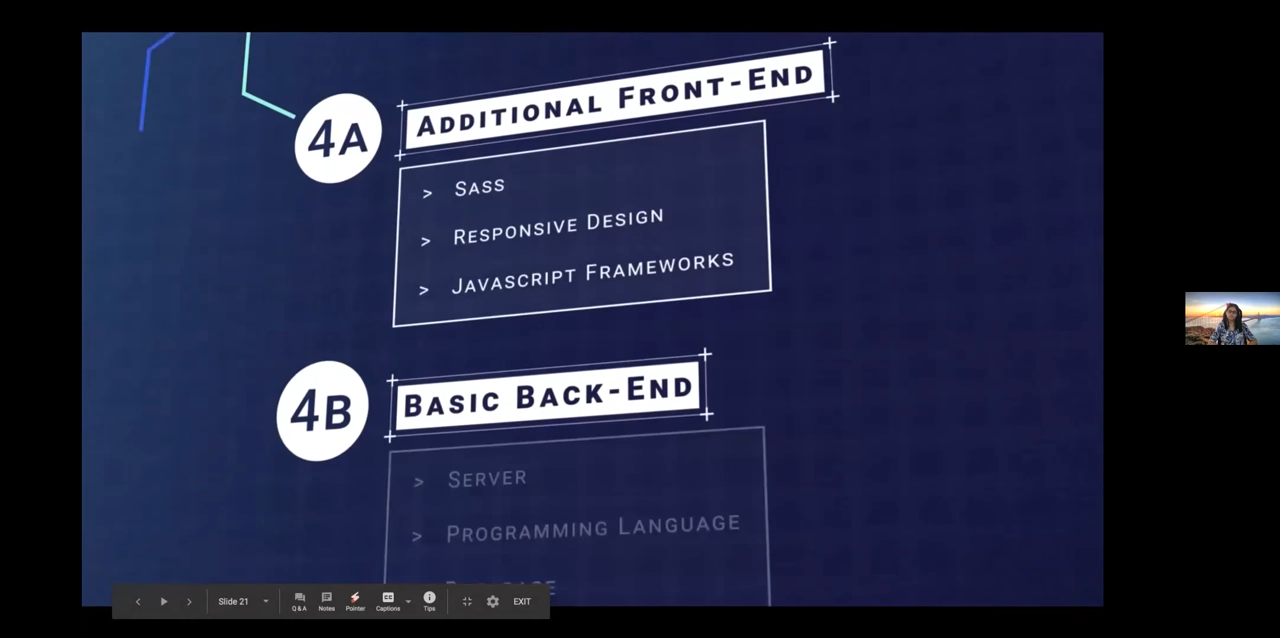 4A
Additional Front-End
> Sass
> Responsive Design
> Javascript Frameworks
4B
Basic Back-End
> Server
> Programming Language
Slide 21
Q & A
Notes
Pointer
Captions
Tips
EXIT